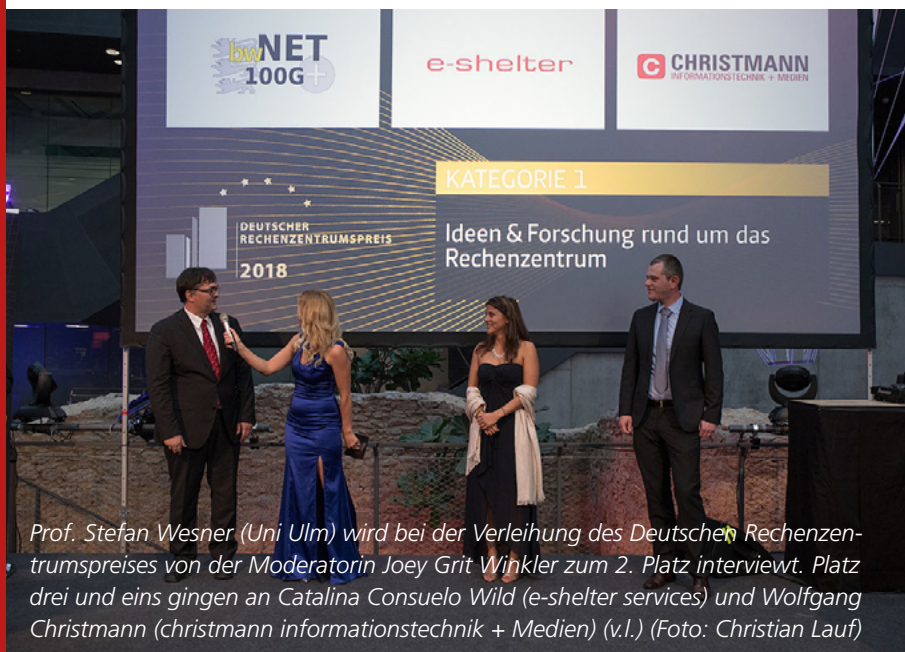 bwNET
100G+
e-shelter
C CHRISTMANN
INFORMATIONSTECHNIK + MEDIEN
KATEGORIE 1
DEUTSCHER
RECHENZENTRUMSPREIS
2018
Ideen & Forschung rund um das
Rechenzentrum
Prof. Stefan Wesner (Uni Ulm) wird bei der Verleihung des Deutschen Rechenzen-
trumspreises von der Moderatorin Joey Grit Winkler zum 2. Platz interviewt. Platz
drei und eins gingen an Catalina Consuelo Wild (e-shelter services) und Wolfgang
Christmann (christmann informationstechnik + Medien) (v.l.) (Foto: Christian Lauf)